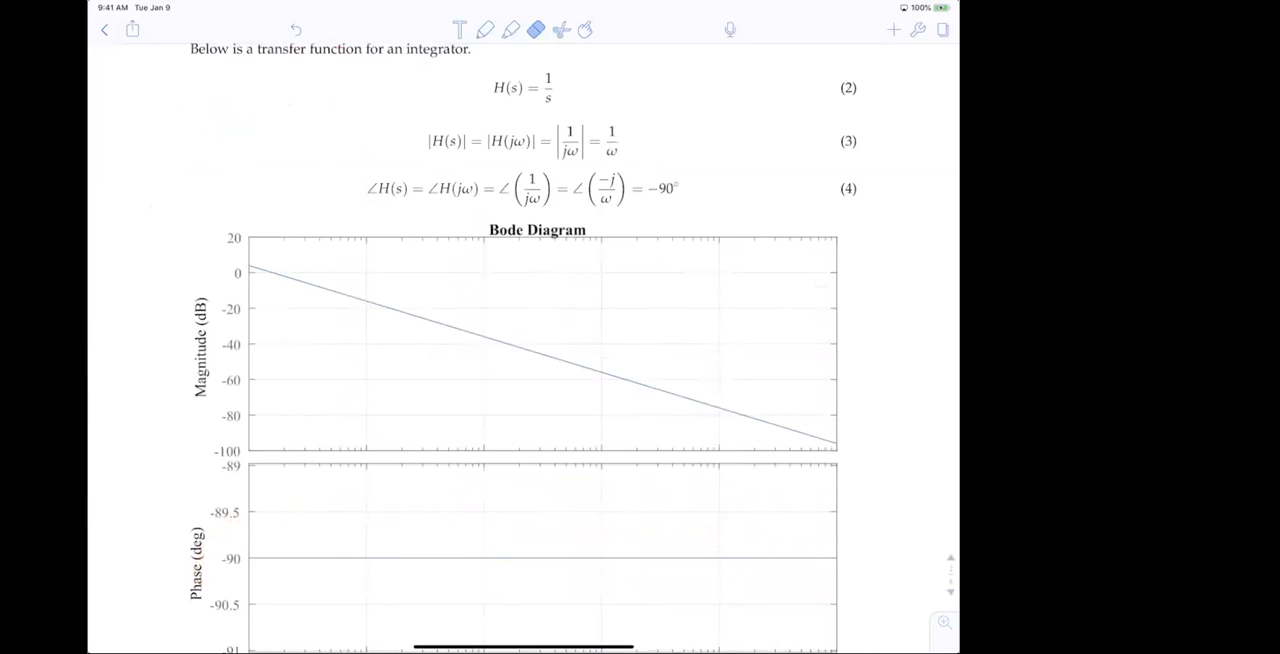 9:41 AM Tue Jan 9
100%
T
Below is a transfer function for an integrator.
H(s) = 1/s (2)
|H(s)| = |H(jω)| = |1/jω| = 1/ω (3)
∠H(s) = ∠H(jω) = ∠(1/jω) = ∠(-j/ω) = -90° (4)
Bode Diagram
Magnitude (dB)
20
0
-20
-40
-60
-80
-100
Phase (deg)
-89
-89.5
-90
-90.5
-91